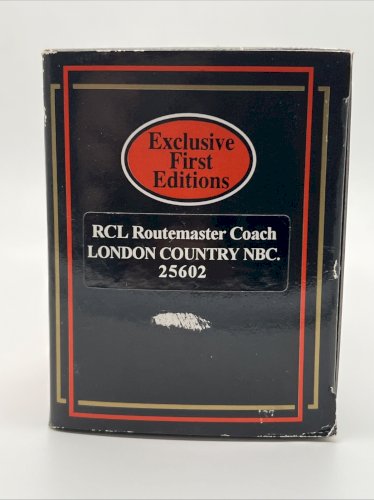 Exclusive
First
Editions
RCL Routemaster Coach
LONDON COUNTRY NBC.
25602